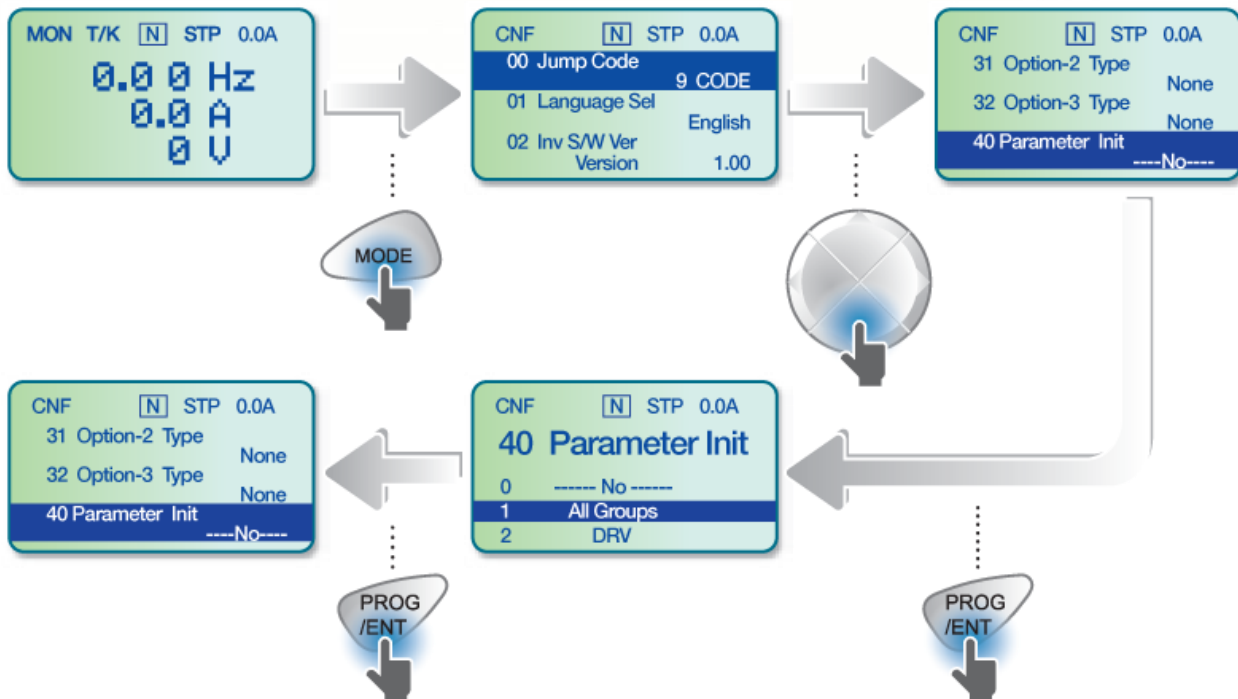 MON T/K N STP 0.0A
0.00 Hz
0.0 A
0 V
MODE
CNF N STP 0.0A
00 Jump Code
9 CODE
01 Language Sel
English
02 Inv S/W Ver
Version 1.00
CNF N STP 0.0A
31 Option-2 Type
None
32 Option-3 Type
None
40 Parameter Init
----No----
PROG
/ENT
CNF N STP 0.0A
40 Parameter Init
0 ------ No ------
1 All Groups
2 DRV
PROG
/ENT
CNF N STP 0.0A
31 Option-2 Type
None
32 Option-3 Type
None
40 Parameter Init
----No----